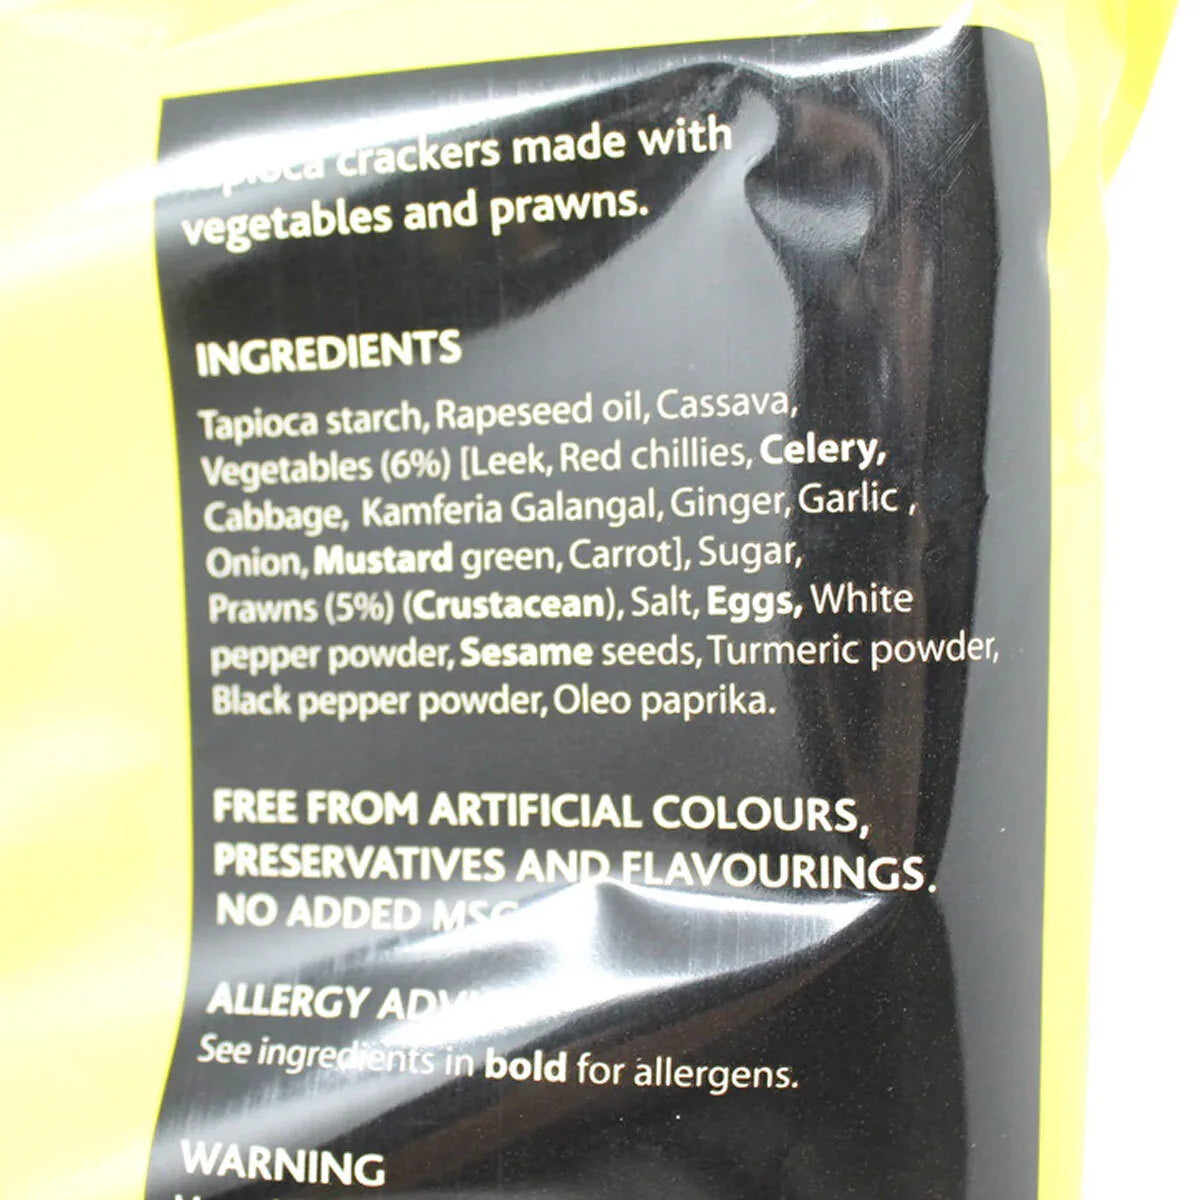 Tapioca crackers made with
vegetables and prawns.
INGREDIENTS
Tapioca starch, Rapeseed oil, Cassava,
Vegetables (6%) [Leek, Red chillies, Celery,
Cabbage, Kamferia Galangal, Ginger, Garlic ,
Onion, Mustard green, Carrot], Sugar,
Prawns (5%) (Crustacean), Salt, Eggs, White
pepper powder, Sesame seeds, Turmeric powder,
Black pepper powder, Oleo paprika.
FREE FROM ARTIFICIAL COLOURS,
PRESERVATIVES AND FLAVOURINGS.
NO ADDED MSG
ALLERGY
See ingredients in bold for allergens.
WARNING